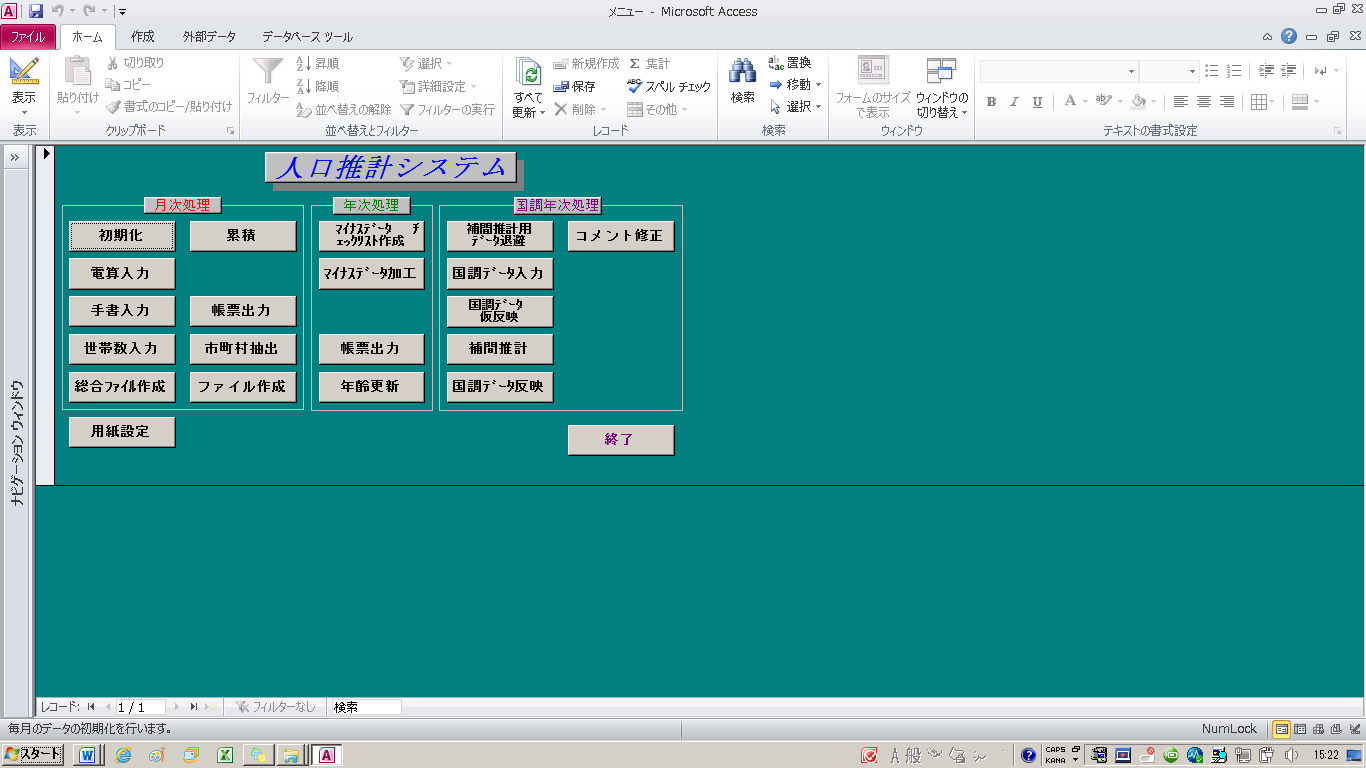 メニュー - Microsoft Access
ファイル ホーム 作成 外部データ データベース ツール
表示
表示
貼り付け
切り取り
コピー
書式のコピー/貼り付け
クリップボード
フィルター
昇順
降順
並べ替えの解除
選択
詳細設定
フィルターの実行
並べ替えとフィルター
すべて
更新
新規作成
保存
削除
集計
スペル チェック
その他
レコード
検索
置換
移動
選択
検索
フォームのサイズ
で表示
ウィンドウの
切り替え
ウィンドウ
B I U A
テキストの書式設定
ナビゲーション ウィンドウ
人口推計システム
月次処理
初期化 累積
電算入力
手書入力 帳票出力
世帯数入力 市町村抽出
総合ファイル作成 ファイル作成
用紙設定
年次処理
マイナスデータ チ
ェックリスト作成
マイナスデータ加工
帳票出力
年齢更新
国調年次処理
補間推計用
データ退避
コメント修正
国調データ入力
国調データ
仮反映
補間推計
国調データ反映
終了
レコード: 1 / 1 フィルターなし 検索
毎月のデータの初期化を行います。
NumLock
スタート
A 般
CAPS
KANA
15:22